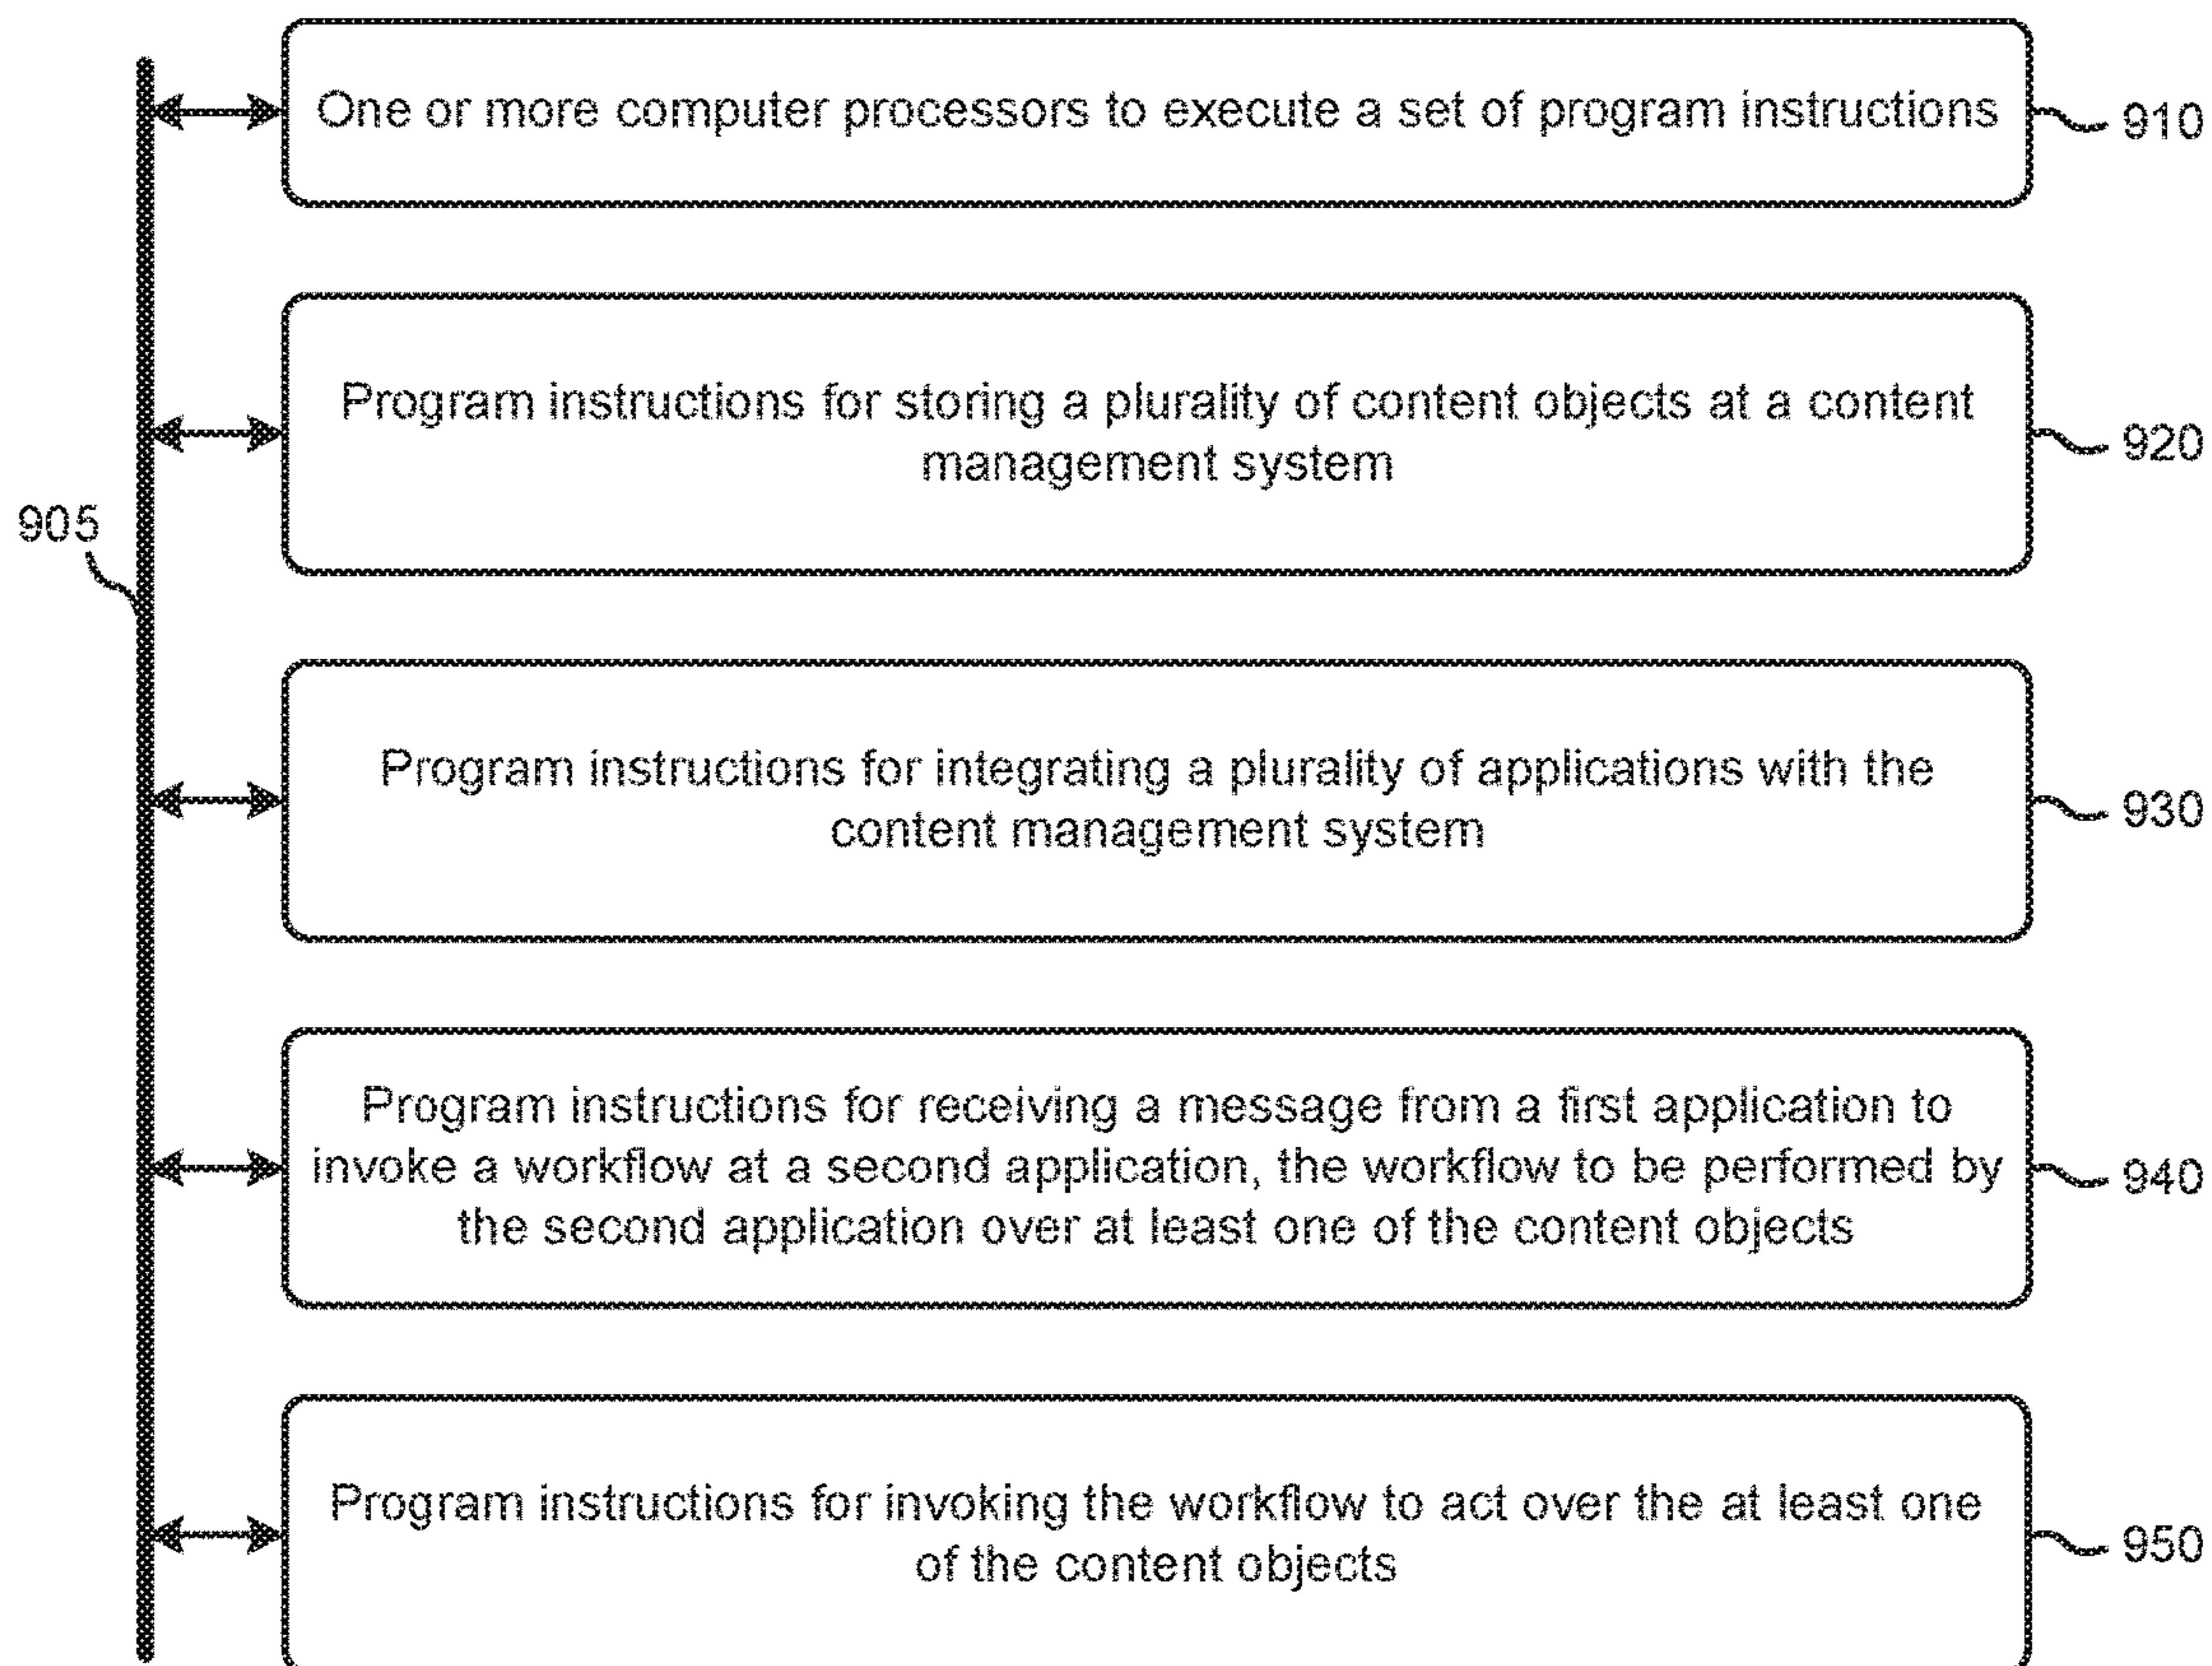 One or more computer processors to execute a set of program instructions
910
Program instructions for storing a plurality of content objects at a content
management system
920
905
Program instructions for integrating a plurality of applications with the
content management system
930
Program instructions for receiving a message from a first application to
invoke a workflow at a second application, the workflow to be performed by
the second application over at least one of the content objects
940
Program instructions for invoking the workflow to act over the at least one
of the content objects
950